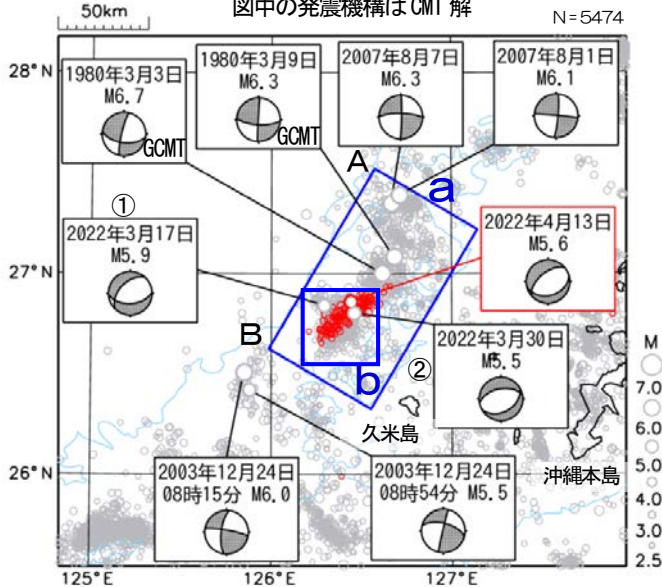 図中の発震機構はCMT解
N=5474
50km
28°N
27°N
26°N
125°E
126°E
127°E
1980年3月3日
M6.7
GCMT
1980年3月9日
M6.3
GCMT
2007年8月7日
M6.3
2007年8月1日
M6.1
A
a
①
2022年3月17日
M5.9
2022年4月13日
M5.6
B
b
②
2022年3月30日
M5.5
久米島
沖縄本島
2003年12月24日
08時15分 M6.0
2003年12月24日
08時54分 M5.5
M
7.0
6.0
5.0
4.0
3.0
2.5